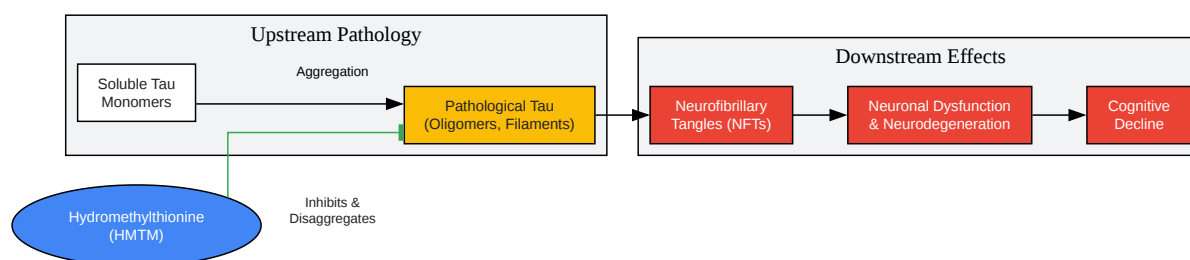 Upstream Pathology
Soluble Tau
Monomers
Aggregation
Pathological Tau
(Oligomers, Filaments)
Downstream Effects
Neurofibrillary
Tangles (NFTs)
Neuronal Dysfunction
& Neurodegeneration
Cognitive
Decline
Hydromethylthionine
(HMTM)
Inhibits &
Disaggregates